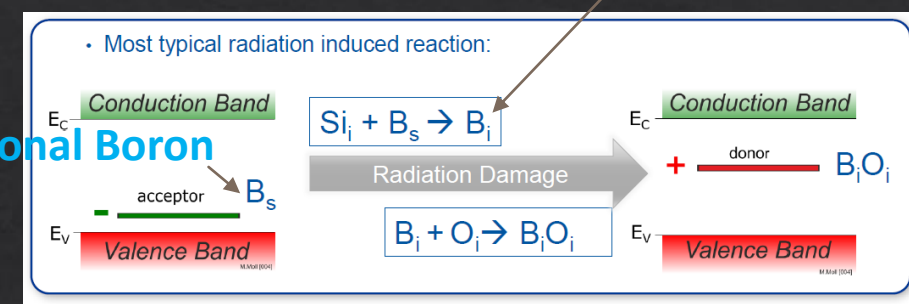 • Most typical radiation induced reaction:
Conduction Band
E_C
onal Boron
acceptor
B_s
-
E_V
Valence Band
M.Moll [004]
Si_i + B_s → B_i
Radiation Damage
B_i + O_i → B_iO_i
Conduction Band
E_C
donor
+
B_iO_i
E_V
Valence Band
M.Moll [004]